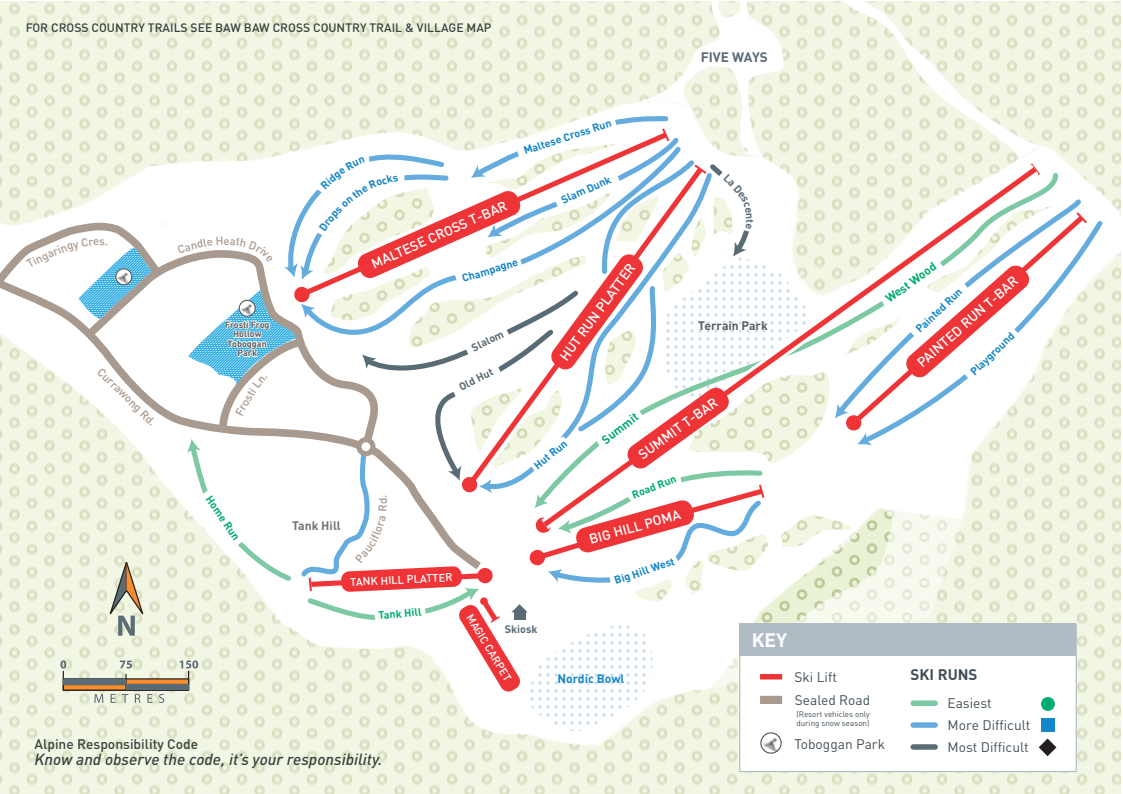 FOR CROSS COUNTRY TRAILS SEE BAW BAW CROSS COUNTRY TRAIL & VILLAGE MAP
FIVE WAYS
Maltese Cross Run
Ridge Run
Drops on the Rocks
Slam Dunk
La Descente
MALTESE CROSS T-BAR
Tingaringy Cres.
Candle Heath Drive
Champagne
HUT RUN PLATTER
West Wood
Painted Run
PAINTED RUN T-BAR
Playground
Terrain Park
Frosti Frog
Hollow
Toboggan
Park
Slalom
Old Hut
Currawong Rd.
Frosti Ln.
Summit
SUMMIT T-BAR
Hut Run
Road Run
BIG HILL POMA
Big Hill West
Home Run
Tank Hill
Pauciflora Rd.
TANK HILL PLATTER
Tank Hill
MAGIC CARPET
Skiosk
Nordic Bowl
N
0 75 150
METRES
Alpine Responsibility Code
Know and observe the code, it's your responsibility.
KEY
Ski Lift
Sealed Road
(Resort vehicles only
during snow season)
Toboggan Park
SKI RUNS
Easiest
More Difficult
Most Difficult